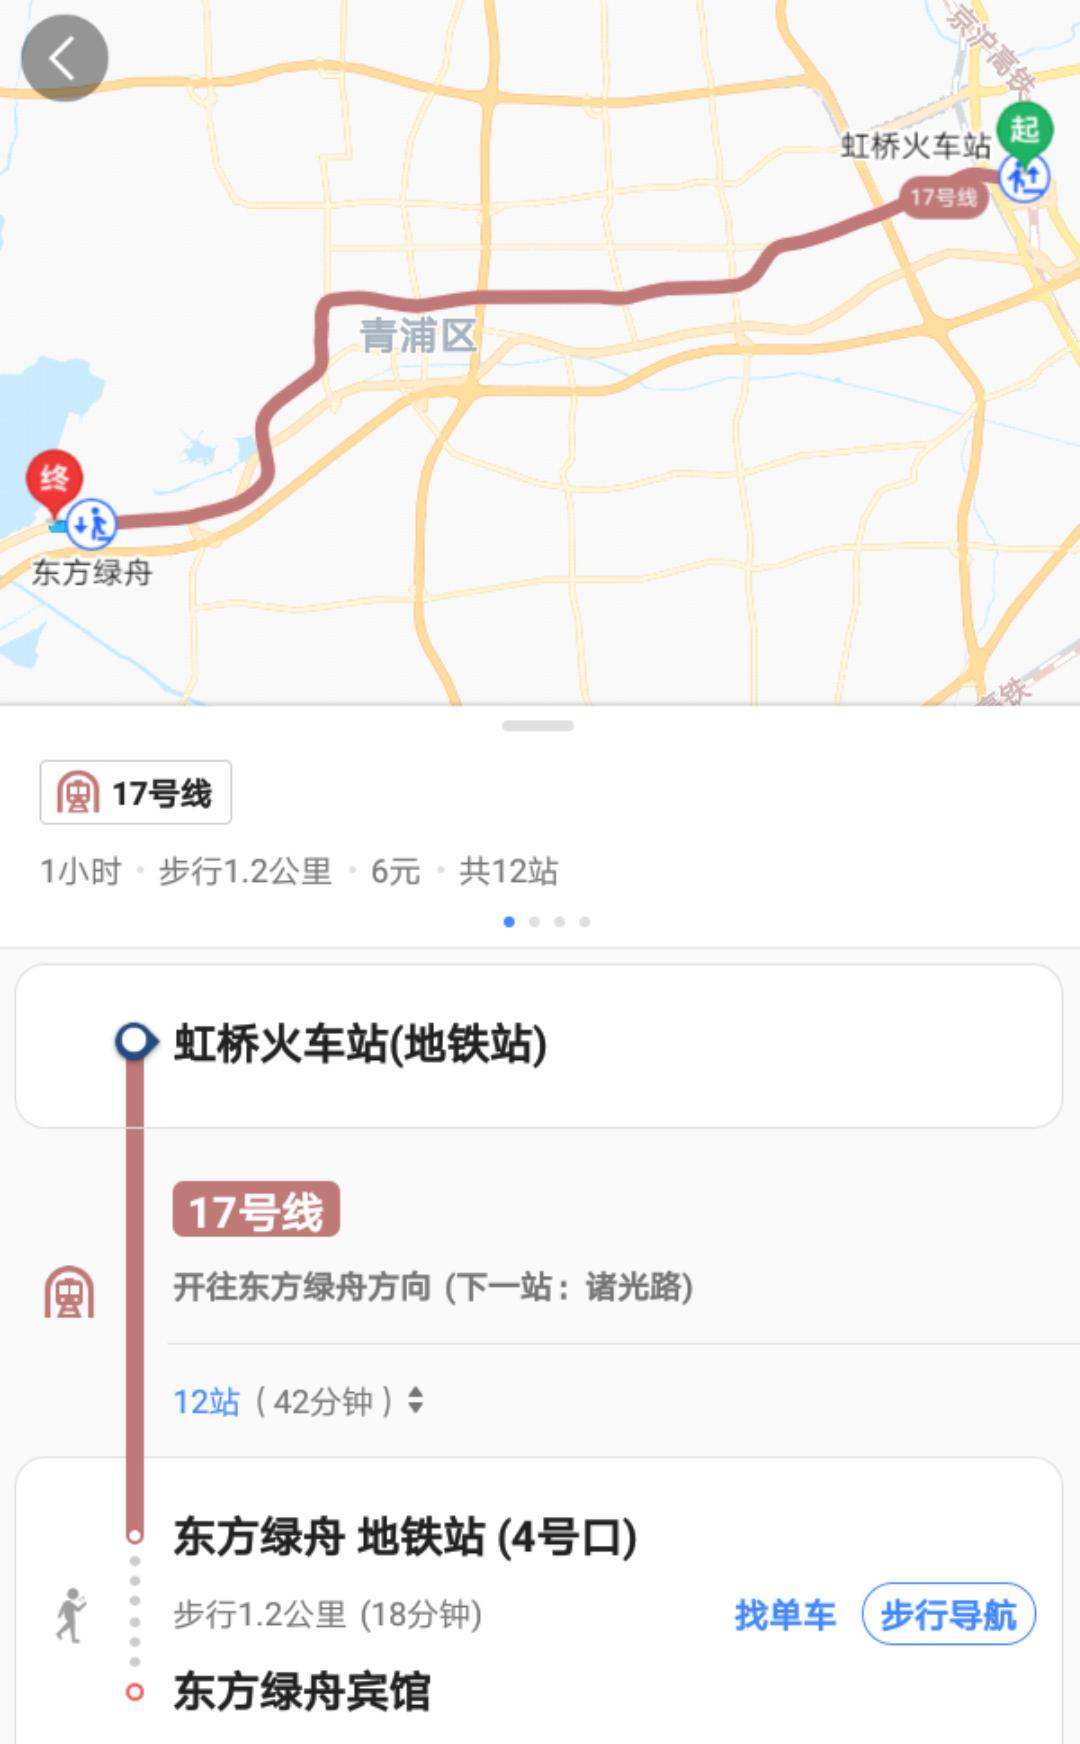 京沪高铁
起
虹桥火车站
17号线
青浦区
终
东方绿舟
高铁
17号线
1小时 · 步行1.2公里 · 6元 · 共12站
虹桥火车站(地铁站)
17号线
开往东方绿舟方向 (下一站：诸光路)
12站 (42分钟)
东方绿舟 地铁站 (4号口)
步行1.2公里 (18分钟)
找单车 步行导航
东方绿舟宾馆